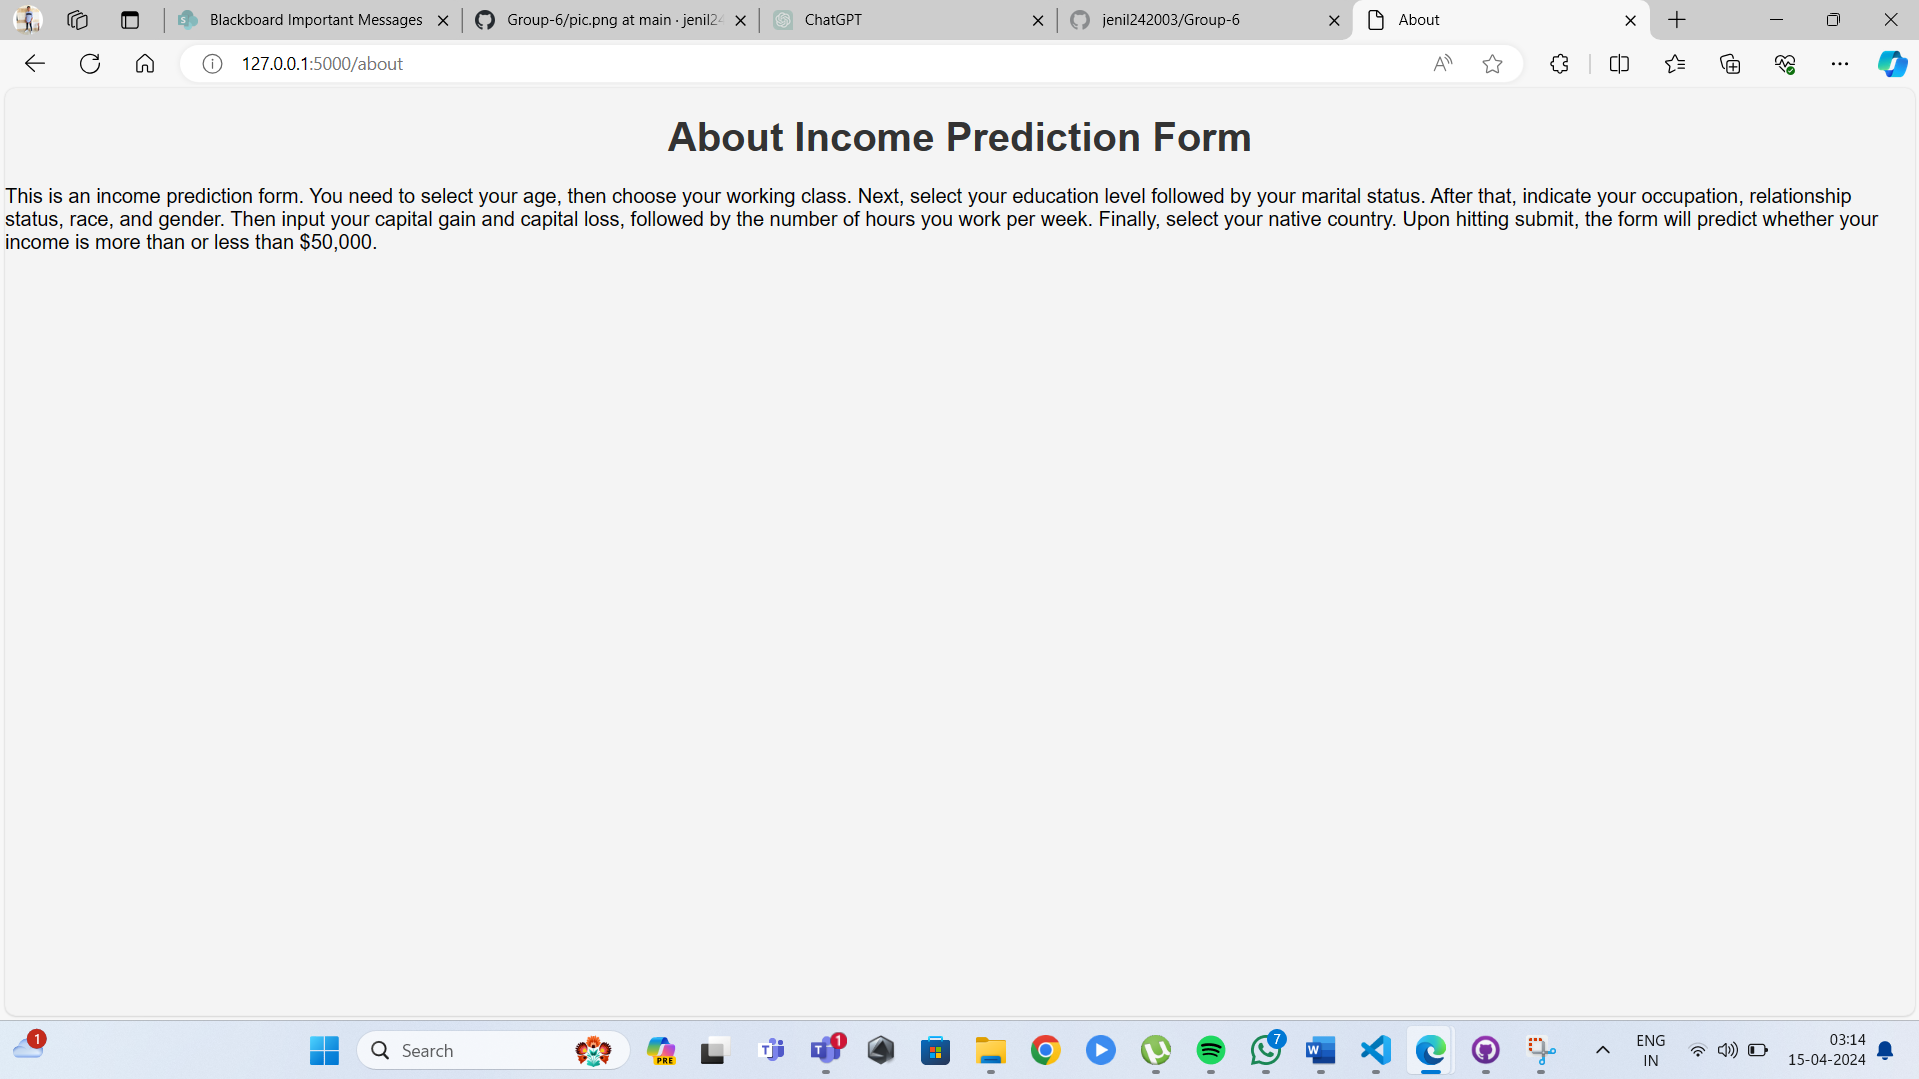 Blackboard Important Messages
Group-6/pic.png at main · jenil24
ChatGPT
jenil242003/Group-6
About
127.0.0.1:5000/about
About Income Prediction Form
This is an income prediction form. You need to select your age, then choose your working class. Next, select your education level followed by your marital status. After that, indicate your occupation, relationship
status, race, and gender. Then input your capital gain and capital loss, followed by the number of hours you work per week. Finally, select your native country. Upon hitting submit, the form will predict whether your
income is more than or less than $50,000.
1
Search
PRE
1
7
ENG
IN
03:14
15-04-2024